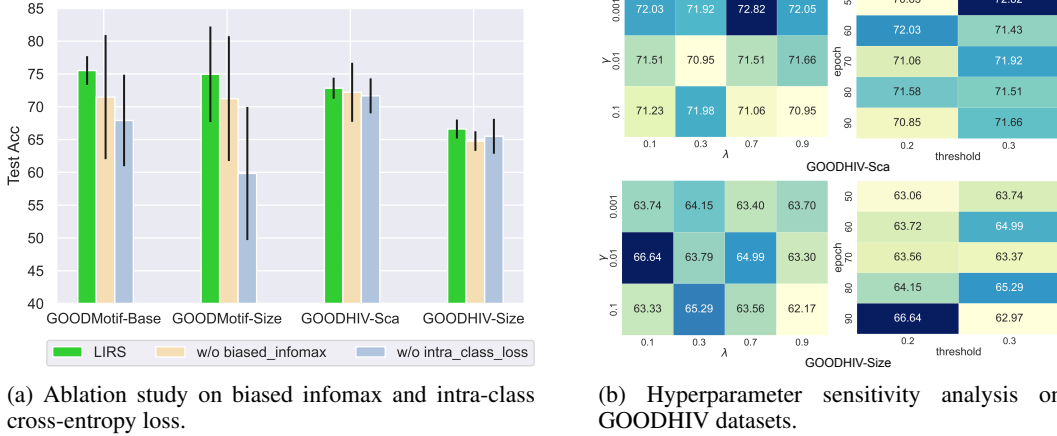 85
80
75
70
65
60
55
50
45
40
Test Acc
GOODMotif-Base GOODMotif-Size GOODHIV-Sca GOODHIV-Size
LIRS w/o biased_infomax w/o intra_class_loss
(a) Ablation study on biased infomax and intra-class
cross-entropy loss.
0.001 72.03 71.92 72.82 72.05
γ
0.01 71.51 70.95 71.51 71.66
0.1 71.23 71.98 71.06 70.95
0.1 0.3 0.7 0.9
λ
epoch
60 72.03 71.43
70 71.06 71.92
80 71.58 71.51
90 70.85 71.66
0.2 0.3
threshold
GOODHIV-Sca
0.001 63.74 64.15 63.40 63.70
γ
0.01 66.64 63.79 64.99 63.30
0.1 63.33 65.29 63.56 62.17
0.1 0.3 0.7 0.9
λ
epoch
50 63.06 63.74
60 63.72 64.99
70 63.56 63.37
80 64.15 65.29
90 66.64 62.97
0.2 0.3
threshold
GOODHIV-Size
(b) Hyperparameter sensitivity analysis on
GOODHIV datasets.